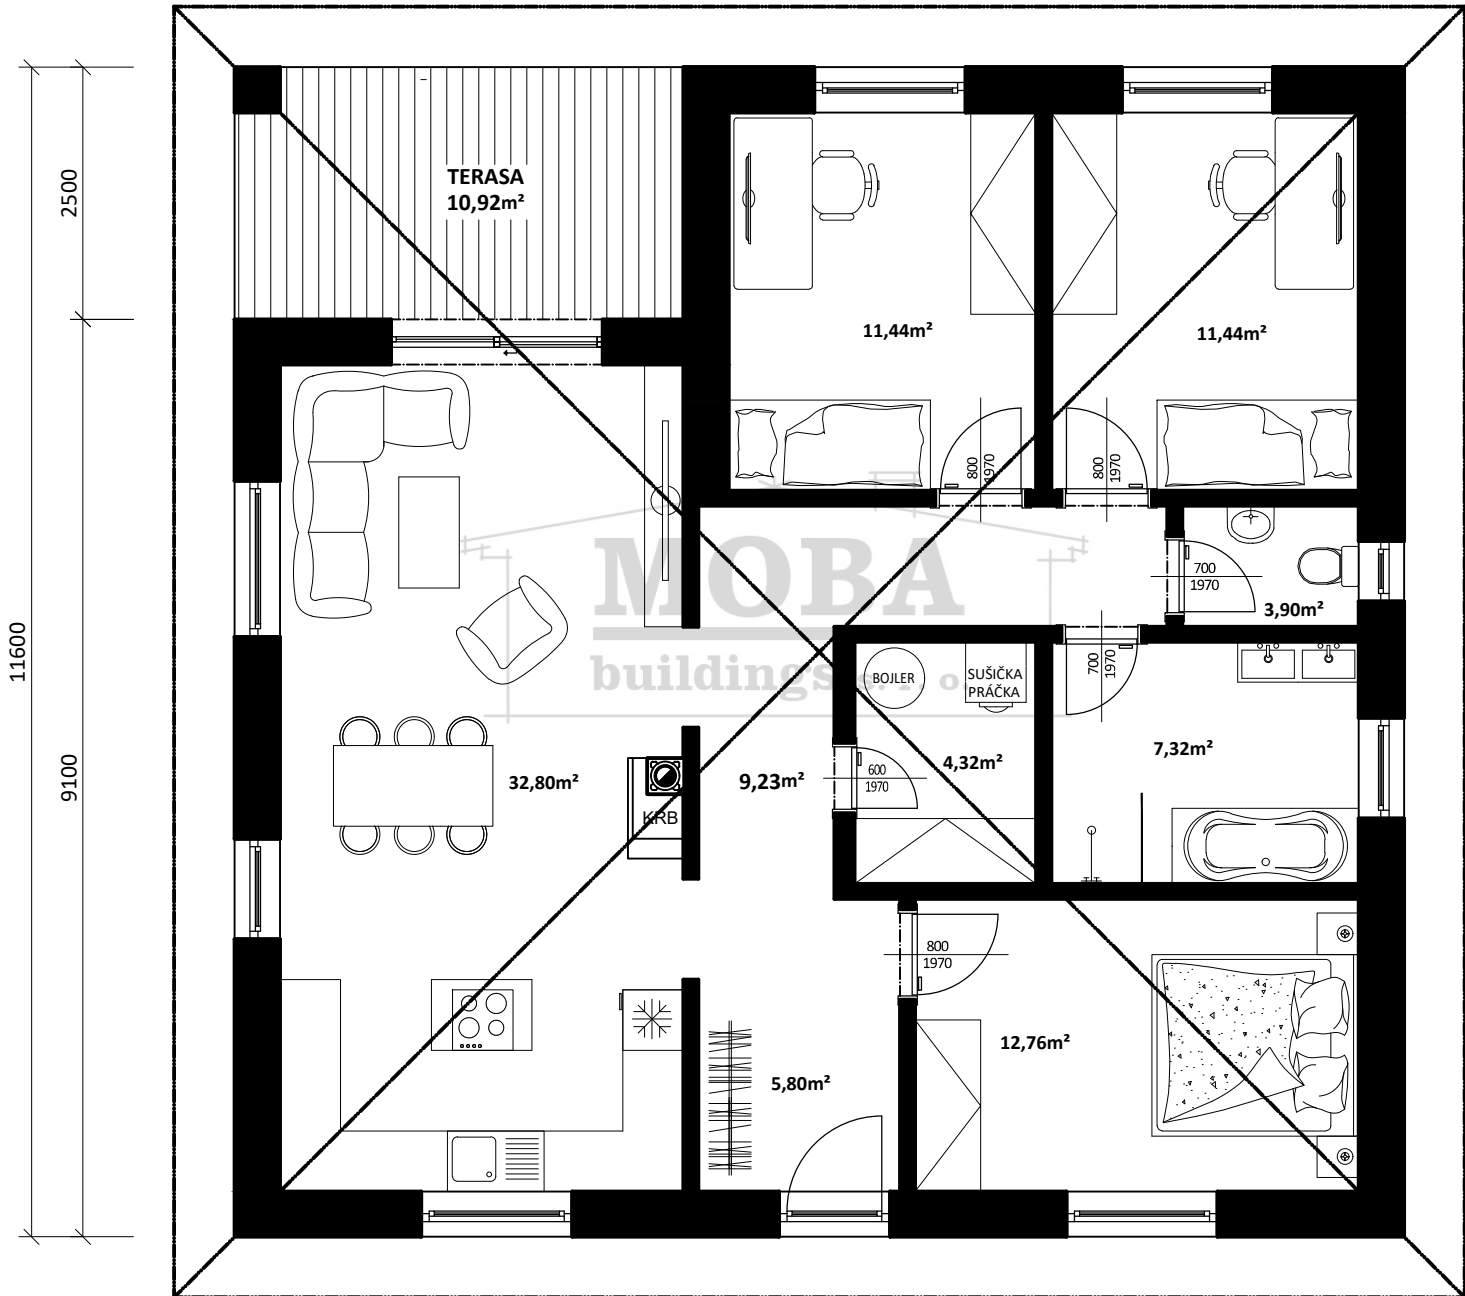 TERASA
10,92m²
2500
11,44m²
11,44m²
800
1970
800
1970
MOBA
buildings s. r. o.
700
1970
3,90m²
11600
BOJLER
SUŠIČKA
PRÁČKA
700
1970
7,32m²
4,32m²
9100
32,80m²
9,23m²
600
1970
KRB
800
1970
12,76m²
5,80m²